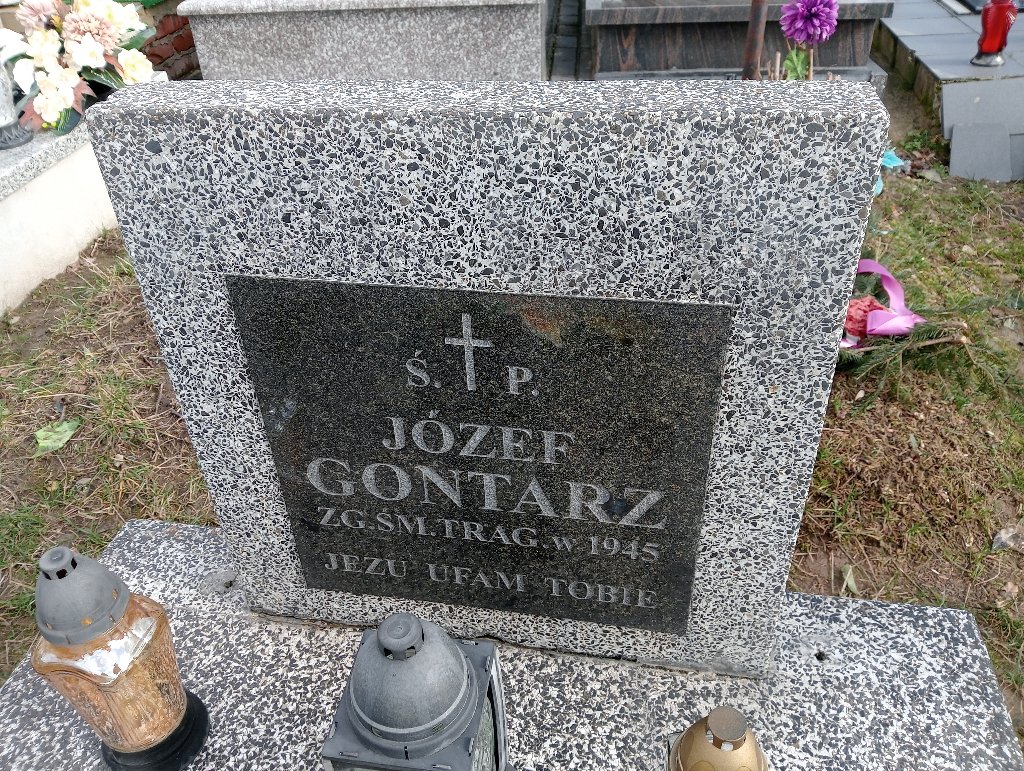 Ś. P.
JÓZEF
GONTARZ
ZG.ŚM.TRAG.w 1945
JEZU UFAM TOBIE